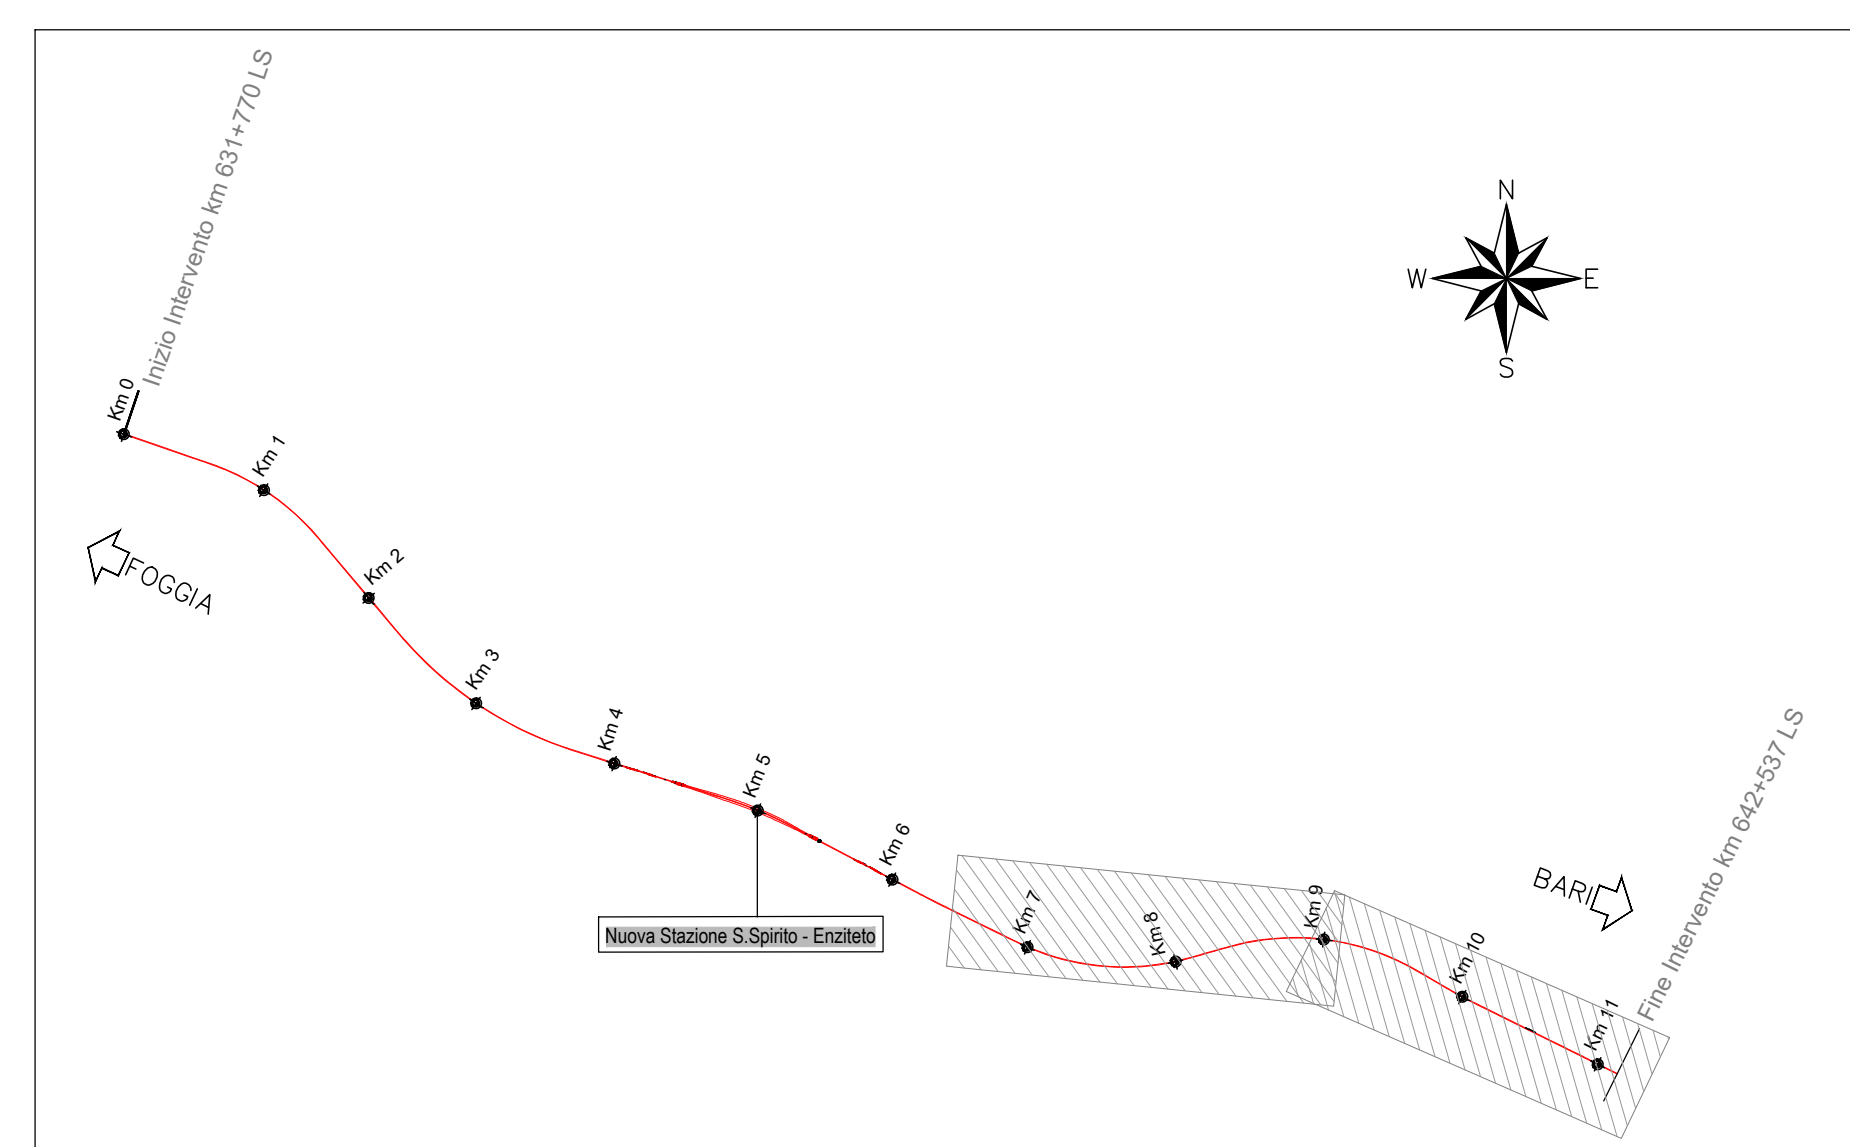 Inizio Intervento km 631+770 LS
N
W
E
S
Km 0
Km 1
FOGGIA
Km 2
Km 3
Km 4
Km 5
Km 6
Nuova Stazione S.Spirito - Enziteto
Km 7
Km 8
Km 9
BARI
Km 10
Km 11
Fine Intervento km 642+537 LS